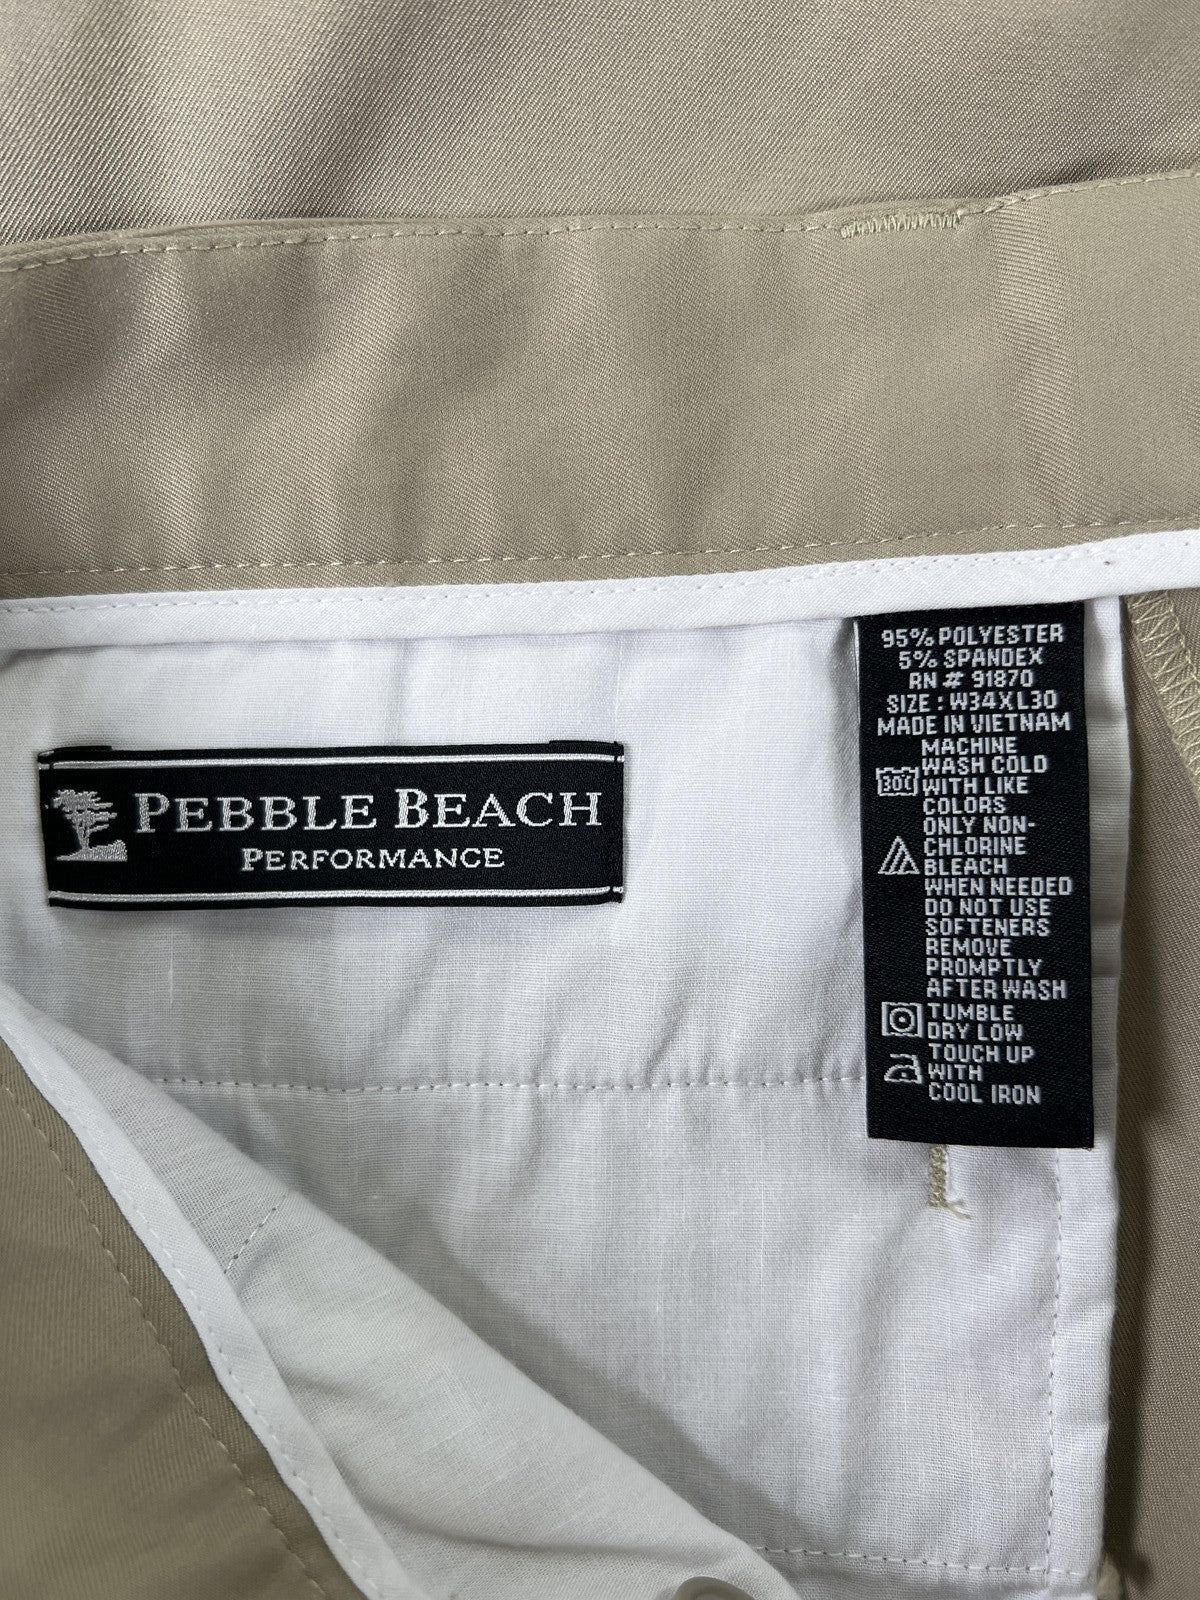 PEBBLE BEACH
PERFORMANCE
95% POLYESTER
5% SPANDEX
RN # 91870
SIZE : W34XL30
MADE IN VIETNAM
MACHINE
WASH COLD
30C WITH LIKE
COLORS
ONLY NON-
CHLORINE
BLEACH
WHEN NEEDED
DO NOT USE
SOFTENERS
REMOVE
PROMPTLY
AFTER WASH
TUMBLE
DRY LOW
TOUCH UP
WITH
COOL IRON